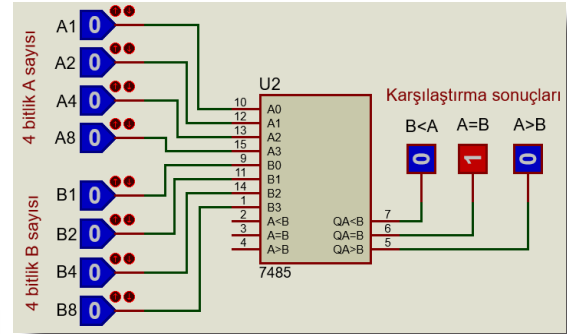 4 bitlik A sayısı
A1 0
A2 0
A4 0
A8 0
4 bitlik B sayısı
B1 0
B2 0
B4 0
B8 0
U2
10 A0
12 A1
13 A2
15 A3
9 B0
11 B1
14 B2
1 B3
2 A<B QA<B 7
3 A=B QA=B 6
4 A>B QA>B 5
7485
Karşılaştırma sonuçları
B<A A=B A>B
0 1 0